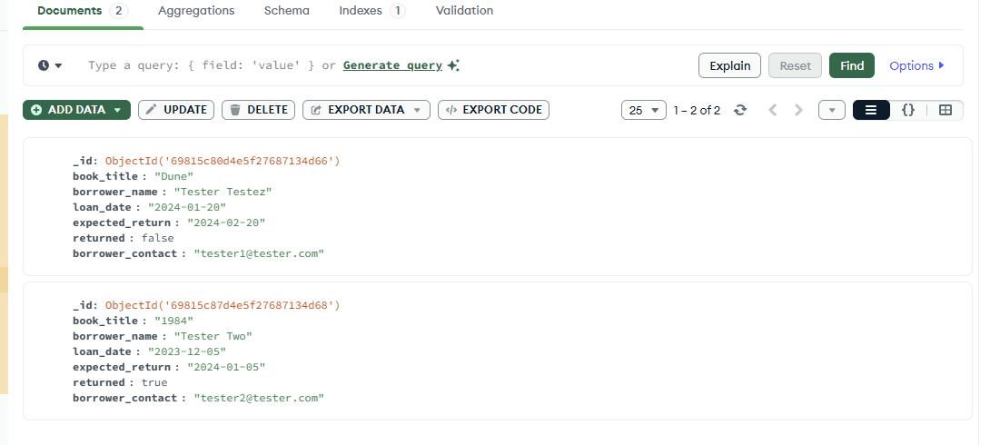 Documents 2 Aggregations Schema Indexes 1 Validation
Type a query: { field: 'value' } or Generate query Explain Reset Find Options
ADD DATA UPDATE DELETE EXPORT DATA EXPORT CODE 25 1 – 2 of 2 {}
_id: ObjectId('69815c80d4e5f27687134d66')
book_title : "Dune"
borrower_name : "Tester Testez"
loan_date : "2024-01-20"
expected_return : "2024-02-20"
returned : false
borrower_contact : "tester1@tester.com"
_id: ObjectId('69815c87d4e5f27687134d68')
book_title : "1984"
borrower_name : "Tester Two"
loan_date : "2023-12-05"
expected_return : "2024-01-05"
returned : true
borrower_contact : "tester2@tester.com"